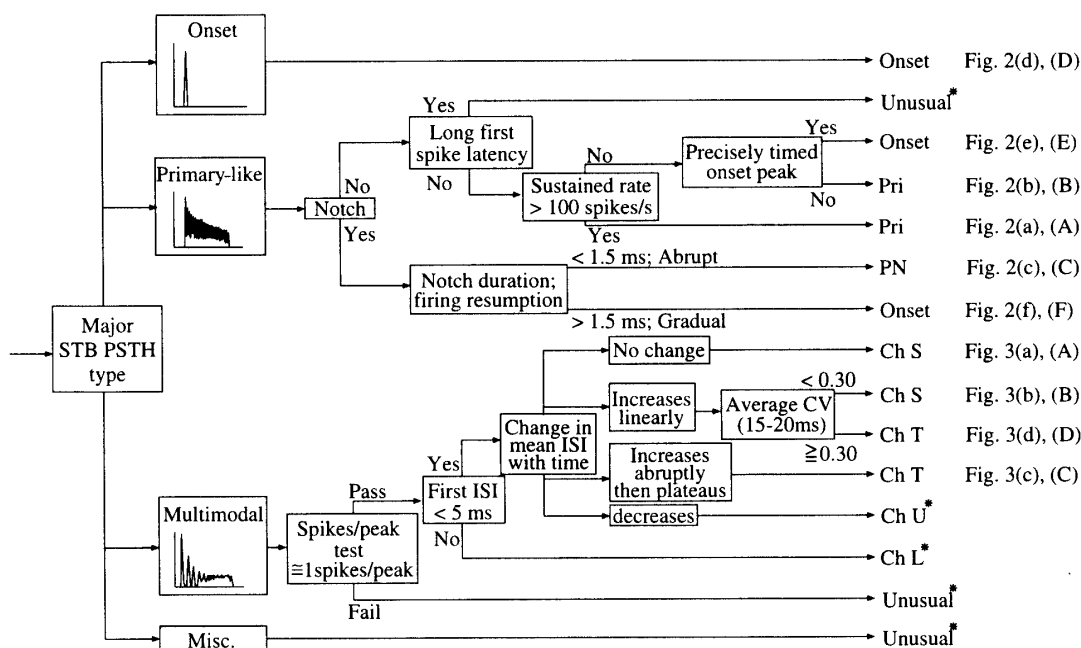 Onset
Onset Fig. 2(d), (D)
Yes
Unusual*
Long first
spike latency
No
Yes
Precisely timed
onset peak
Onset Fig. 2(e), (E)
No
Pri Fig. 2(b), (B)
Primary-like
No
Notch
Yes
No
Sustained rate
> 100 spikes/s
Yes
Pri Fig. 2(a), (A)
Notch duration;
firing resumption
< 1.5 ms; Abrupt
PN Fig. 2(c), (C)
> 1.5 ms; Gradual
Onset Fig. 2(f), (F)
Major
STB PSTH
type
No change
Ch S Fig. 3(a), (A)
Increases
linearly
Average CV
(15-20ms)
< 0.30
Ch S Fig. 3(b), (B)
≧0.30
Ch T Fig. 3(d), (D)
Change in
mean ISI
with time
Increases
abruptly
then plateaus
Ch T Fig. 3(c), (C)
decreases
Ch U*
Multimodal
Spikes/peak
test
≅1spikes/peak
Pass
Yes
First ISI
< 5 ms
No
Ch L*
Fail
Unusual*
Misc.
Unusual*